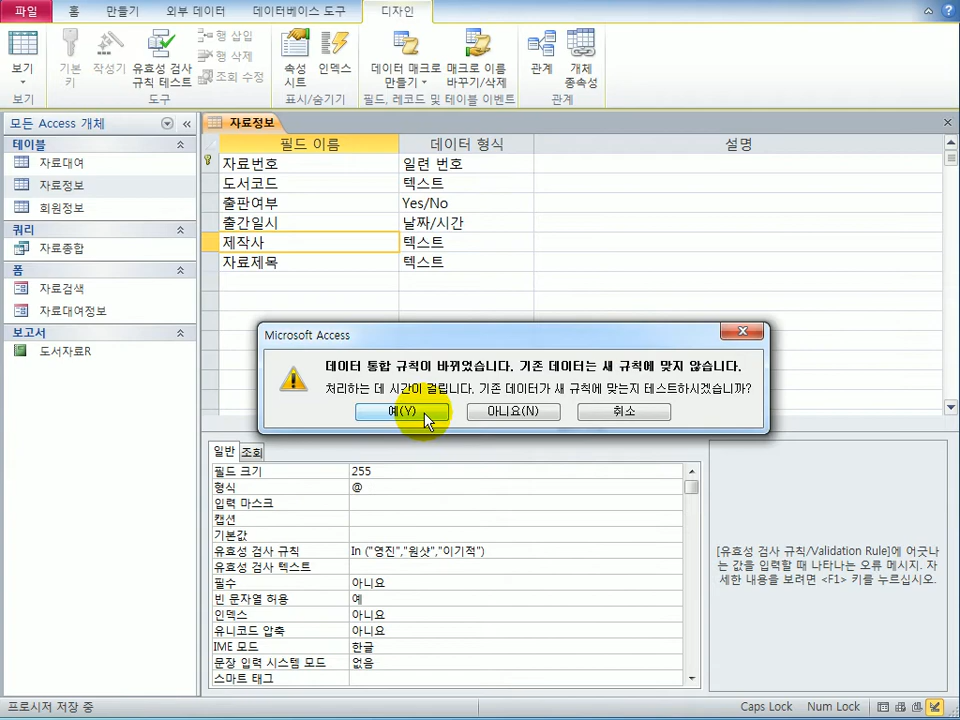 파일 홈 만들기 외부 데이터 데이터베이스 도구 디자인
보기 기본 키 작성기 유효성 검사 규칙 테스트 행 삽입 행 삭제 조회 수정 속성 시트 인덱스 데이터 매크로 만들기 매크로 이름 바꾸기/삭제 관계 개체 종속성
보기 도구 표시/숨기기 필드, 레코드 및 테이블 이벤트 관계
모든 Access 개체
테이블
자료대여
자료정보
회원정보
쿼리
자료종합
폼
자료검색
자료대여정보
보고서
도서자료R
자료정보
필드 이름 데이터 형식 설명
자료번호 일련 번호
도서코드 텍스트
출판여부 Yes/No
출간일시 날짜/시간
제작사 텍스트
자료제목 텍스트
Microsoft Access
데이터 통합 규칙이 바뀌었습니다. 기존 데이터는 새 규칙에 맞지 않습니다.
처리하는 데 시간이 걸립니다. 기존 데이터가 새 규칙에 맞는지 테스트하시겠습니까?
예(Y) 아니요(N) 취소
일반 조회
필드 크기 255
형식 @
입력 마스크
캡션
기본값
유효성 검사 규칙 In ("영진","원샷","이기적")
유효성 검사 텍스트
필수 아니요
빈 문자열 허용 예
인덱스 아니요
유니코드 압축 아니요
IME 모드 한글
문장 입력 시스템 모드 없음
스마트 태그
[유효성 검사 규칙/Validation Rule]에 어긋나
는 값을 입력할 때 나타나는 오류 메시지. 자
세한 내용을 보려면 <F1> 키를 누르십시오.
프로시저 저장 중 Caps Lock Num Lock